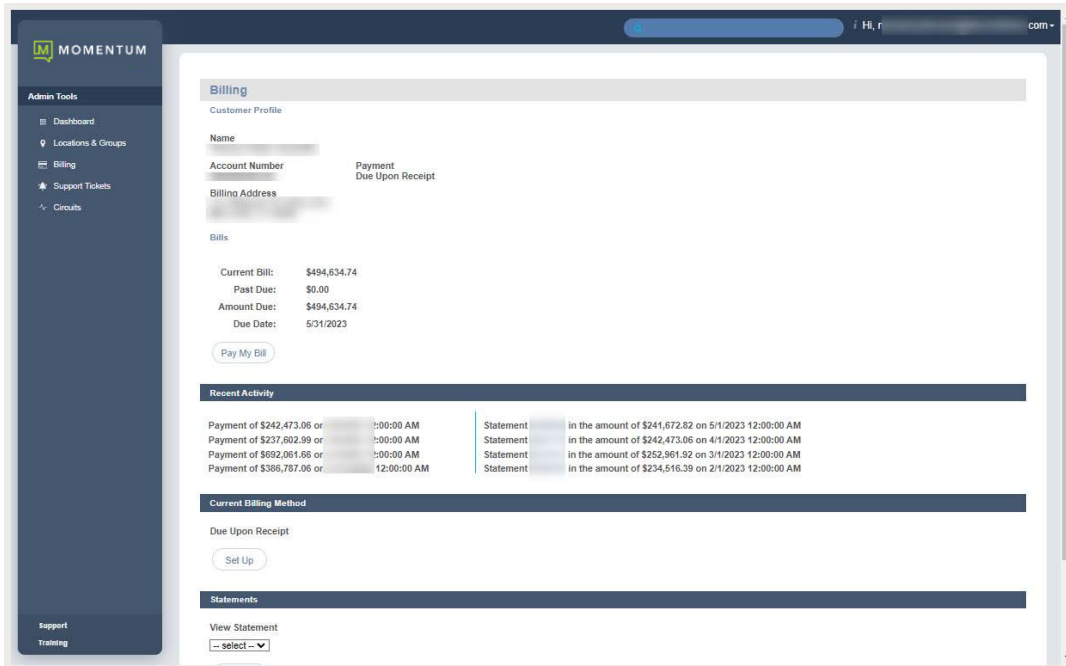 Hi, com
MOMENTUM
Admin Tools
Dashboard
Locations & Groups
Billing
Support Tickets
Circuits
Support
Training
Billing
Customer Profile
Name
Account Number
Payment
Due Upon Receipt
Billing Address
Bills
Current Bill: $494,634.74
Past Due: $0.00
Amount Due: $494,634.74
Due Date: 5/31/2023
Pay My Bill
Recent Activity
Payment of $242,473.06 or :00:00 AM
Payment of $237,602.99 or :00:00 AM
Payment of $692,061.66 or :00:00 AM
Payment of $386,787.06 or 12:00:00 AM
Statement in the amount of $241,672.82 on 5/1/2023 12:00:00 AM
Statement in the amount of $242,473.06 on 4/1/2023 12:00:00 AM
Statement in the amount of $252,961.92 on 3/1/2023 12:00:00 AM
Statement in the amount of $234,516.39 on 2/1/2023 12:00:00 AM
Current Billing Method
Due Upon Receipt
Set Up
Statements
View Statement
-- select --